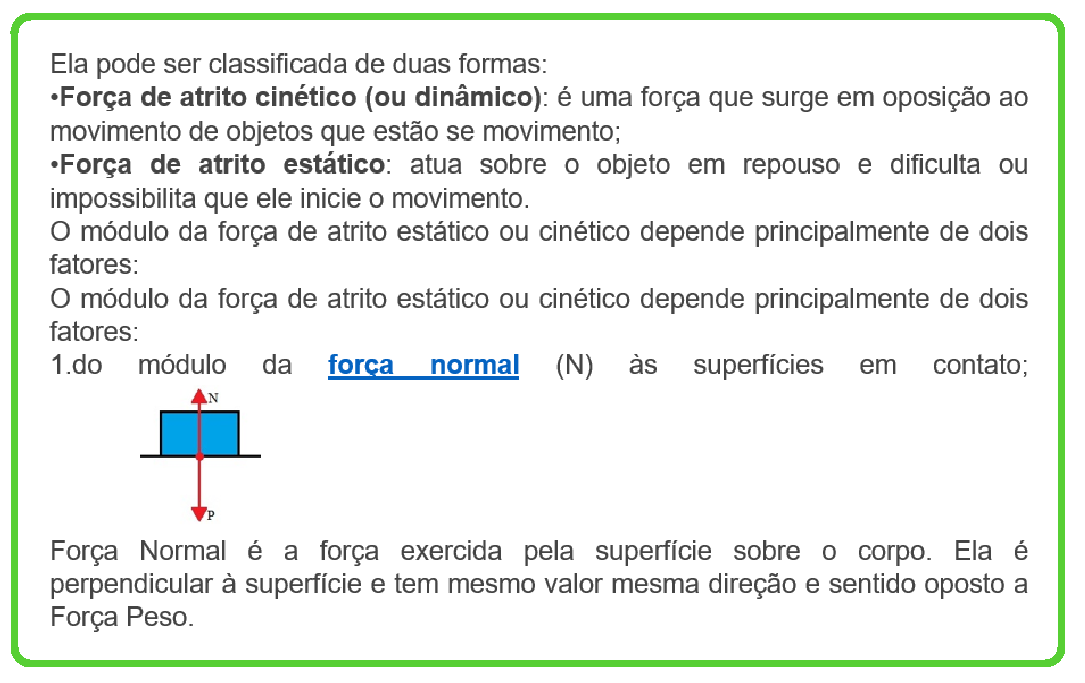 Ela pode ser classificada de duas formas:
•Força de atrito cinético (ou dinâmico): é uma força que surge em oposição ao
movimento de objetos que estão se movimento;
•Força de atrito estático: atua sobre o objeto em repouso e dificulta ou
impossibilita que ele inicie o movimento.
O módulo da força de atrito estático ou cinético depende principalmente de dois
fatores:
O módulo da força de atrito estático ou cinético depende principalmente de dois
fatores:
1.do módulo da força normal (N) às superfícies em contato;
N
P
Força Normal é a força exercida pela superfície sobre o corpo. Ela é
perpendicular à superfície e tem mesmo valor mesma direção e sentido oposto a
Força Peso.